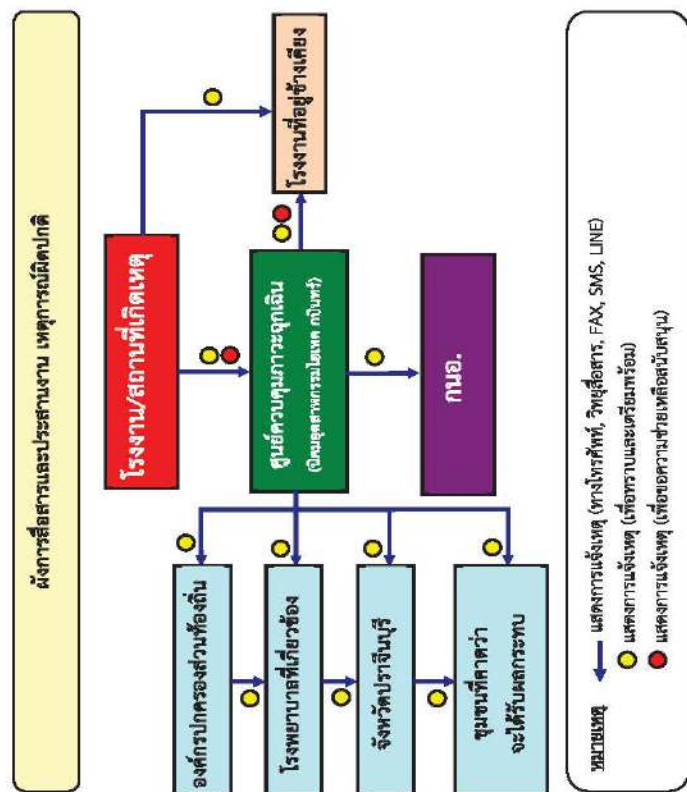 ผังการสื่อสารและประสานงาน เหตุการณ์ผิดปกติ
โรงงาน/สถานที่เกิดเหตุ
โรงงานที่อยู่ข้างเคียง
ศูนย์ควบคุมภาวะฉุกเฉิน
(นิคมอุตสาหกรรมไฮเทค กบินทร์)
กนอ.
องค์กรปกครองส่วนท้องถิ่น
โรงพยาบาลที่เกี่ยวข้อง
จังหวัดปราจีนบุรี
ชุมชนที่คาดว่า
จะได้รับผลกระทบ
หมายเหตุ
แสดงการแจ้งเหตุ (ทางโทรศัพท์, วิทยุสื่อสาร, FAX, SMS, LINE)
แสดงการแจ้งเหตุ (เพื่อทราบและเตรียมพร้อม)
แสดงการแจ้งเหตุ (เพื่อขอความช่วยเหลือสนับสนุน)